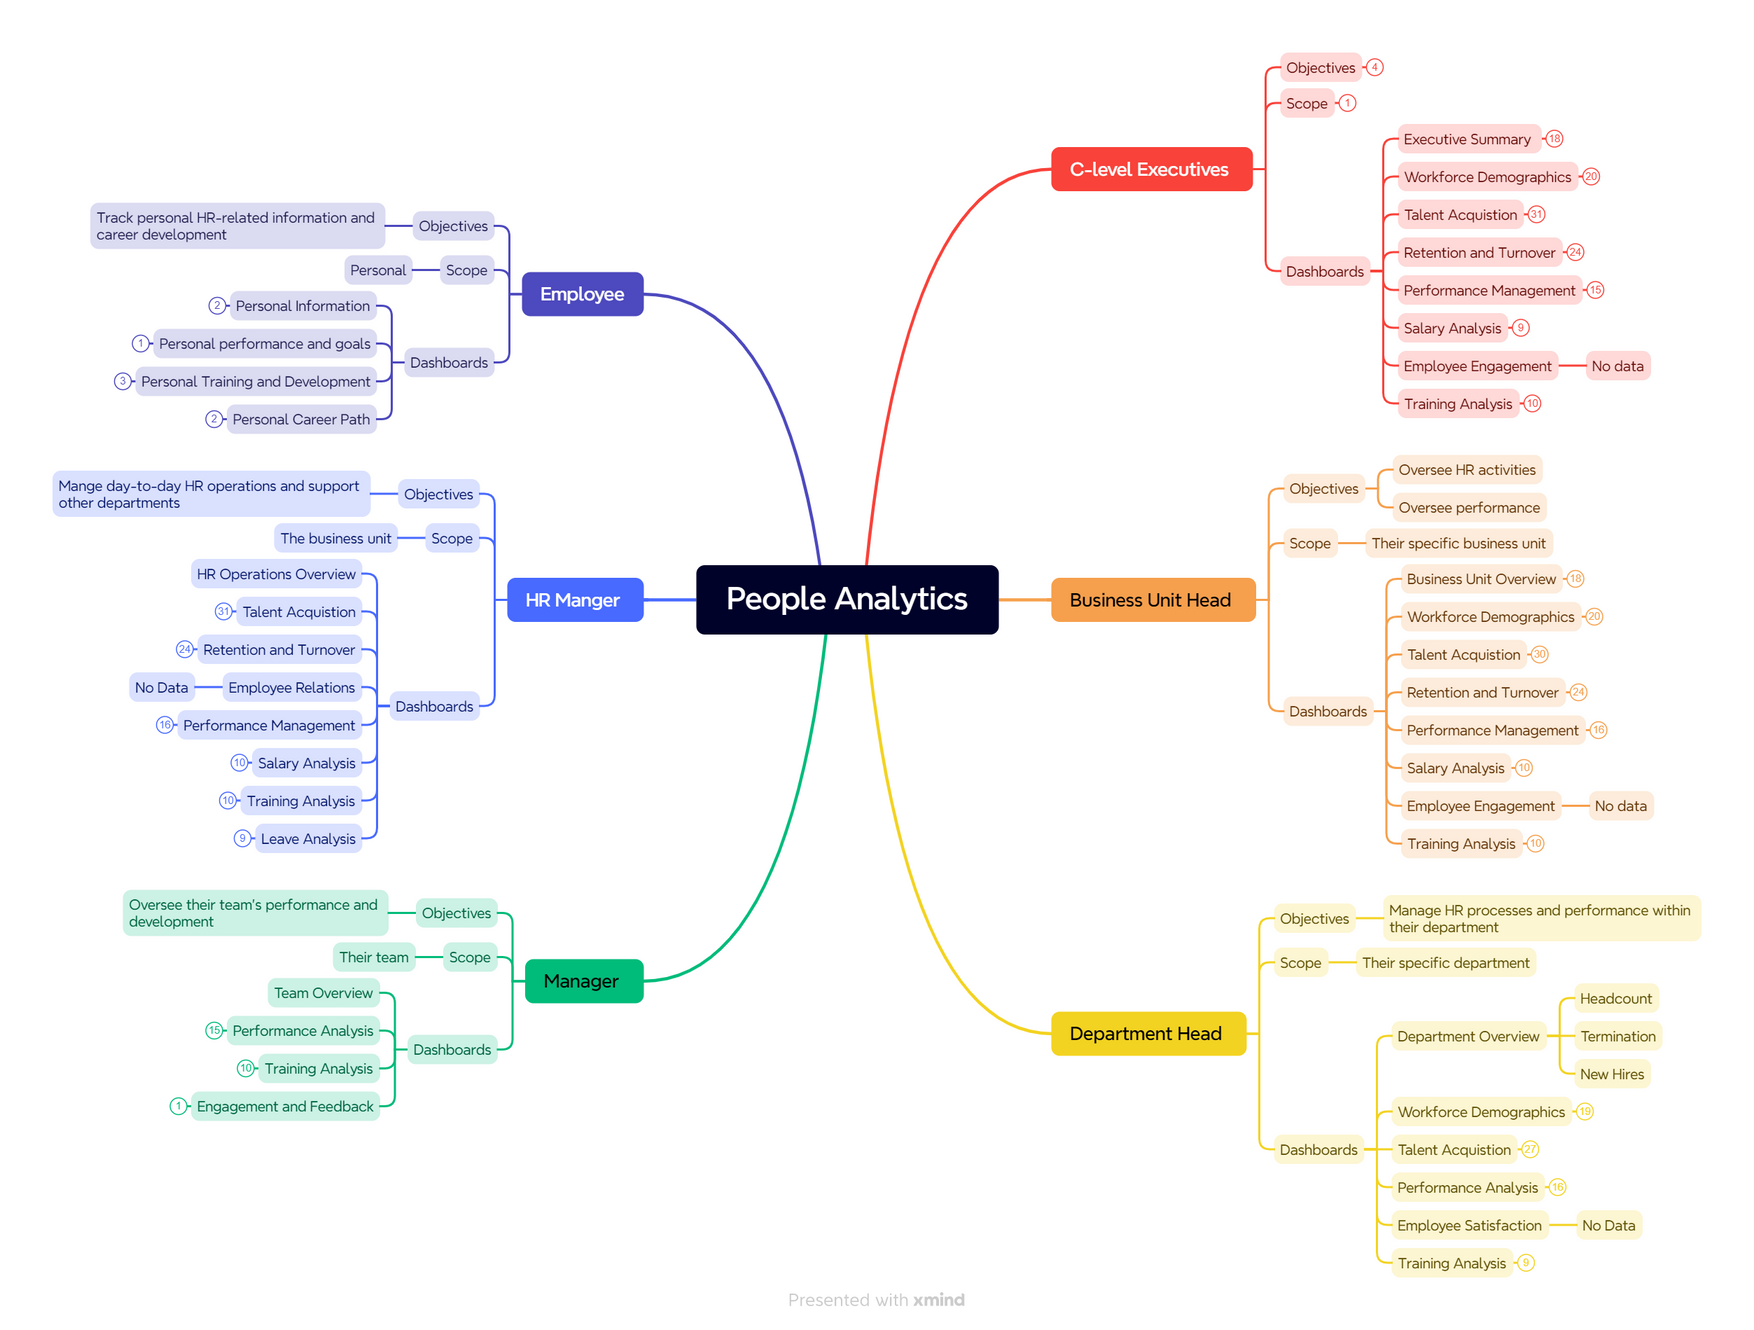 People Analytics
C-level Executives
Objectives
4
Scope
1
Dashboards
Executive Summary
18
Workforce Demographics
20
Talent Acquistion
31
Retention and Turnover
24
Performance Management
15
Salary Analysis
9
Employee Engagement
No data
Training Analysis
10
Business Unit Head
Objectives
Oversee HR activities
Oversee performance
Scope
Their specific business unit
Dashboards
Business Unit Overview
18
Workforce Demographics
20
Talent Acquistion
30
Retention and Turnover
24
Performance Management
16
Salary Analysis
10
Employee Engagement
No data
Training Analysis
10
Department Head
Objectives
Manage HR processes and performance within
their department
Scope
Their specific department
Dashboards
Department Overview
Headcount
Termination
New Hires
Workforce Demographics
19
Talent Acquistion
27
Performance Analysis
16
Employee Satisfaction
No Data
Training Analysis
9
Employee
Objectives
Track personal HR-related information and
career development
Scope
Personal
Dashboards
Personal Information
2
Personal performance and goals
1
Personal Training and Development
3
Personal Career Path
2
HR Manger
Objectives
Mange day-to-day HR operations and support
other departments
Scope
The business unit
Dashboards
HR Operations Overview
Talent Acquistion
31
Retention and Turnover
24
Employee Relations
No Data
Performance Management
16
Salary Analysis
10
Training Analysis
10
Leave Analysis
9
Manager
Objectives
Oversee their team's performance and
development
Scope
Their team
Dashboards
Team Overview
Performance Analysis
15
Training Analysis
10
Engagement and Feedback
1
Presented with xmind